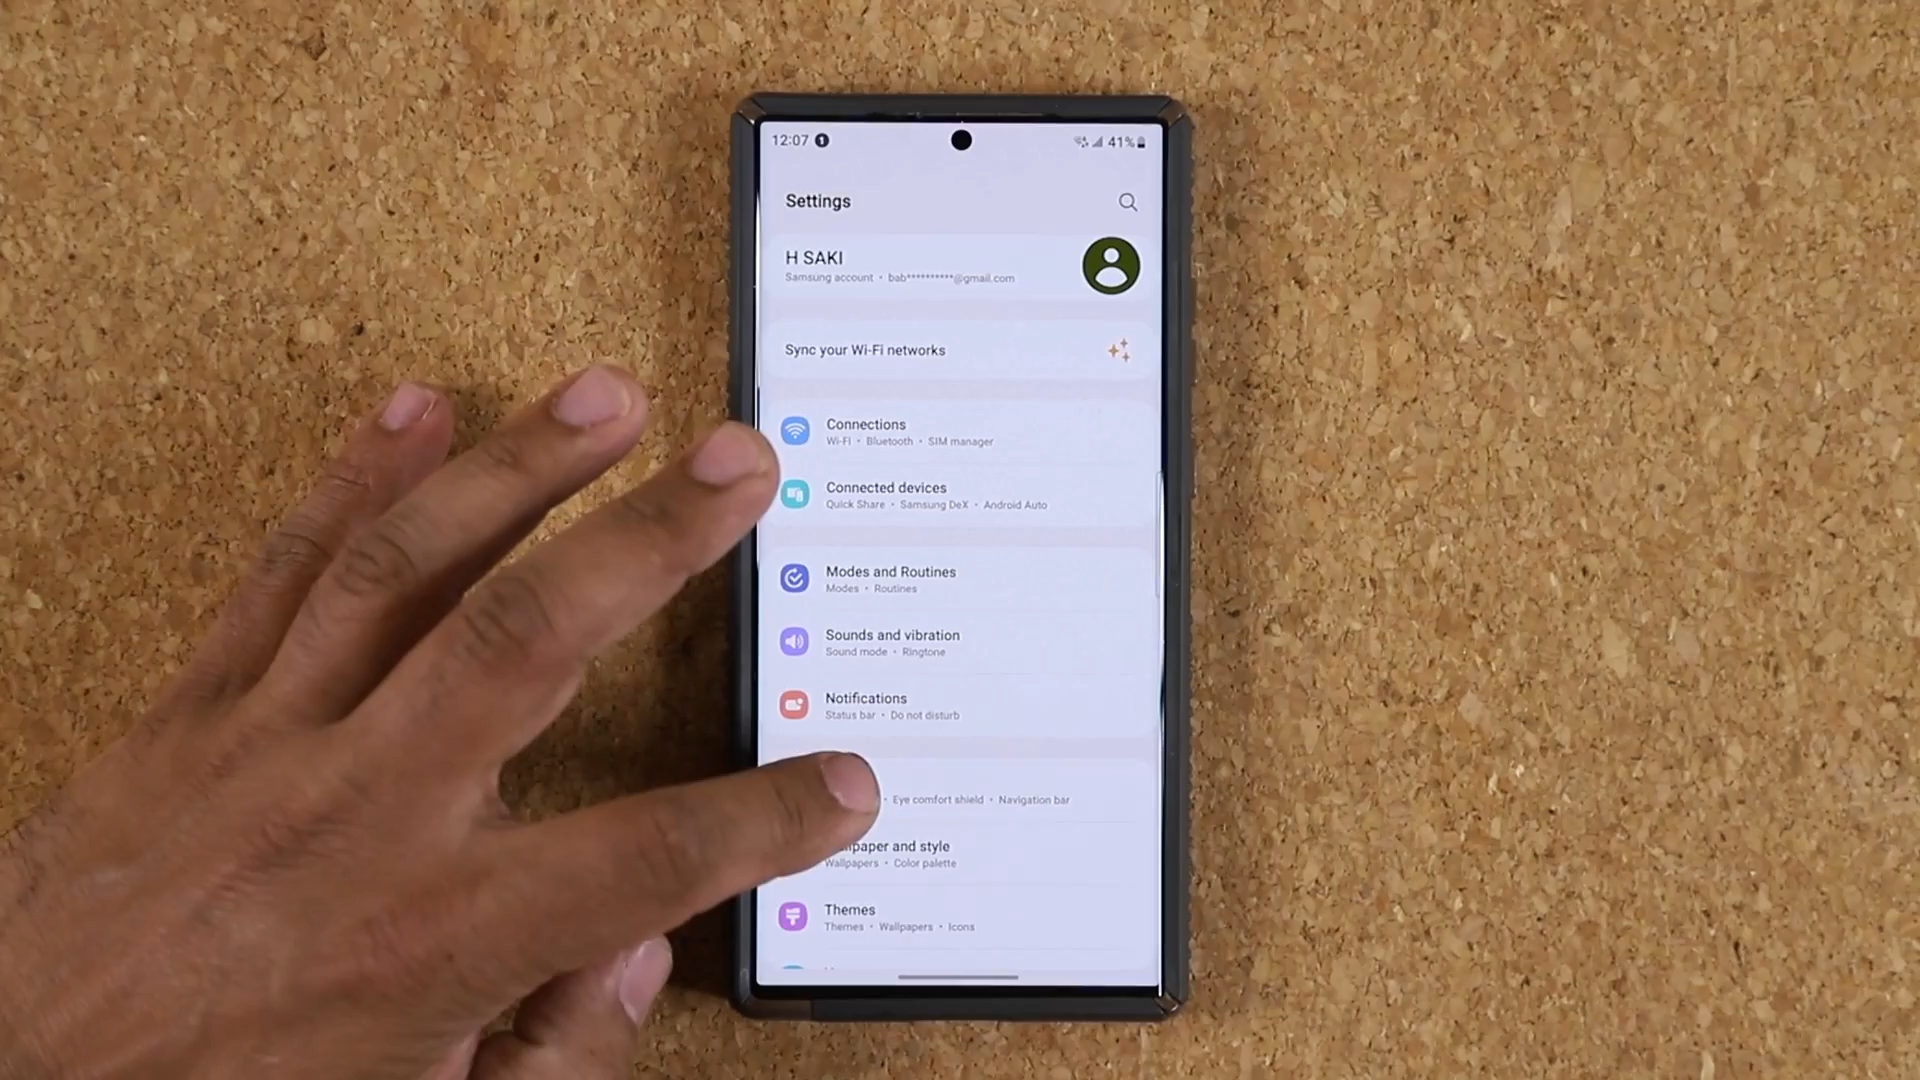 12:07 1 41%
Settings
H SAKI
Samsung account • bab**********@gmail.com
Sync your Wi-Fi networks
Connections
Wi-Fi • Bluetooth • SIM manager
Connected devices
Quick Share • Samsung DeX • Android Auto
Modes and Routines
Modes • Routines
Sounds and vibration
Sound mode • Ringtone
Notifications
Status bar • Do not disturb
• Eye comfort shield • Navigation bar
and style
Wallpapers • Color palette
Themes
Themes • Wallpapers • Icons